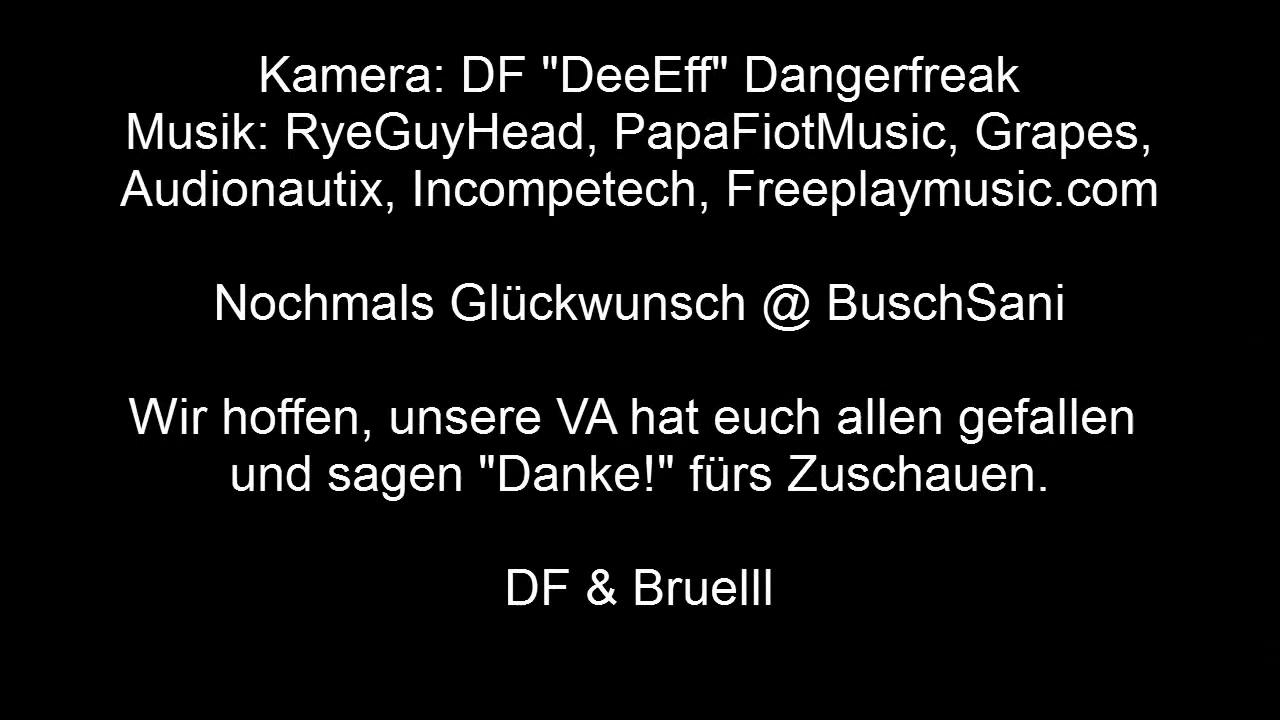 Kamera: DF "DeeEff" Dangerfreak
Musik: RyeGuyHead, PapaFiotMusic, Grapes,
Audionautix, Incompetech, Freeplaymusic.com
Nochmals Glückwunsch @ BuschSani
Wir hoffen, unsere VA hat euch allen gefallen
und sagen "Danke!" fürs Zuschauen.
DF & Bruelll